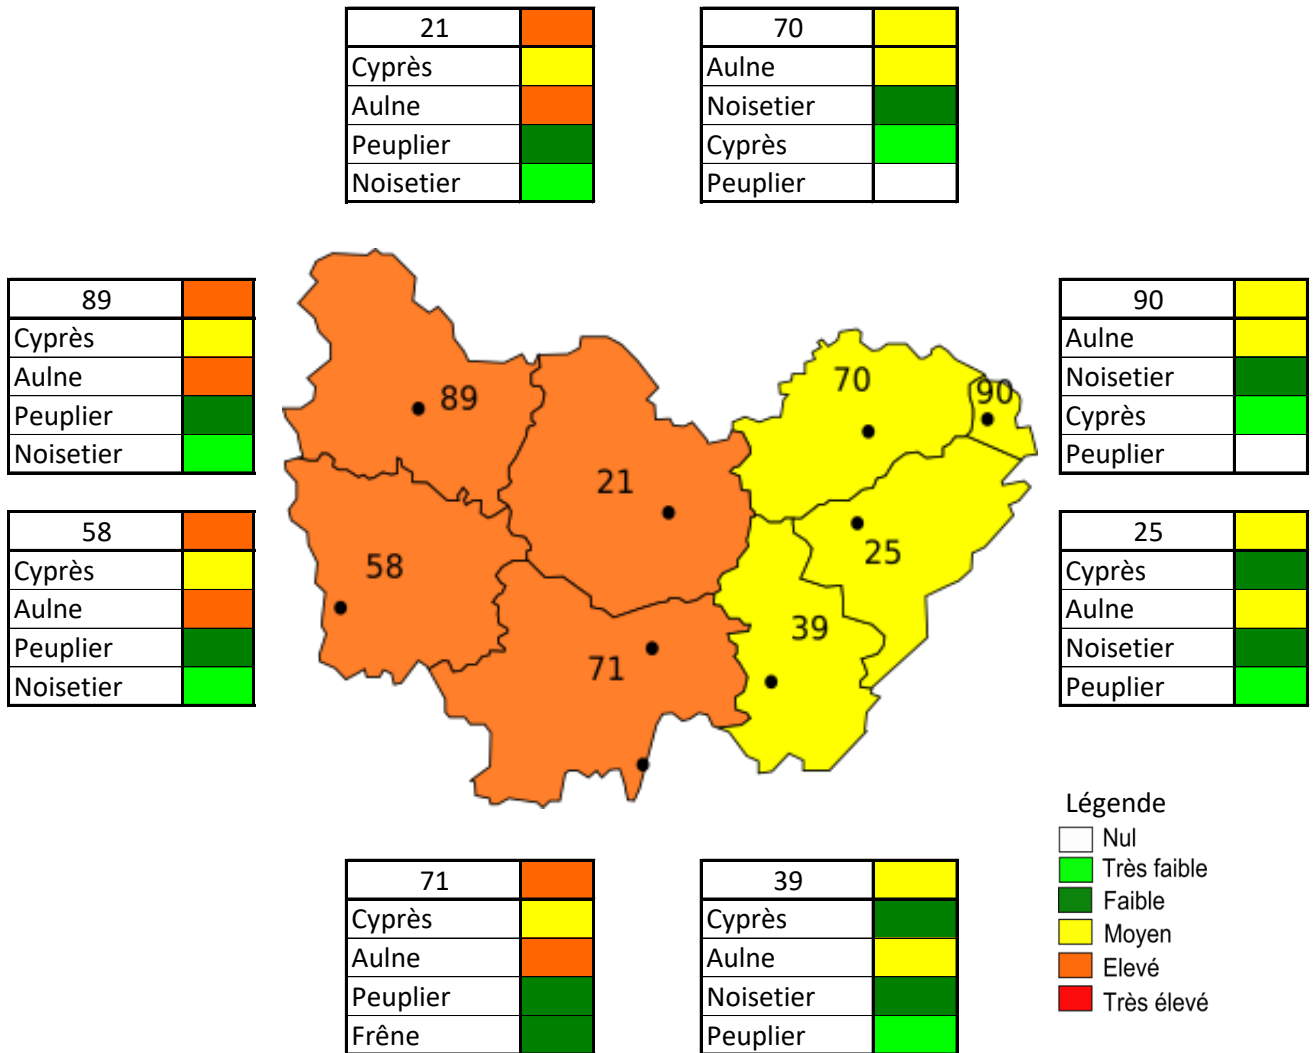 21
Cyprès
Aulne
Peuplier
Noisetier
70
Aulne
Noisetier
Cyprès
Peuplier
89
Cyprès
Aulne
Peuplier
Noisetier
58
Cyprès
Aulne
Peuplier
Noisetier
89
21
58
71
70
90
25
39
90
Aulne
Noisetier
Cyprès
Peuplier
25
Cyprès
Aulne
Noisetier
Peuplier
71
Cyprès
Aulne
Peuplier
Frêne
39
Cyprès
Aulne
Noisetier
Peuplier
Légende
Nul
Très faible
Faible
Moyen
Elevé
Très élevé